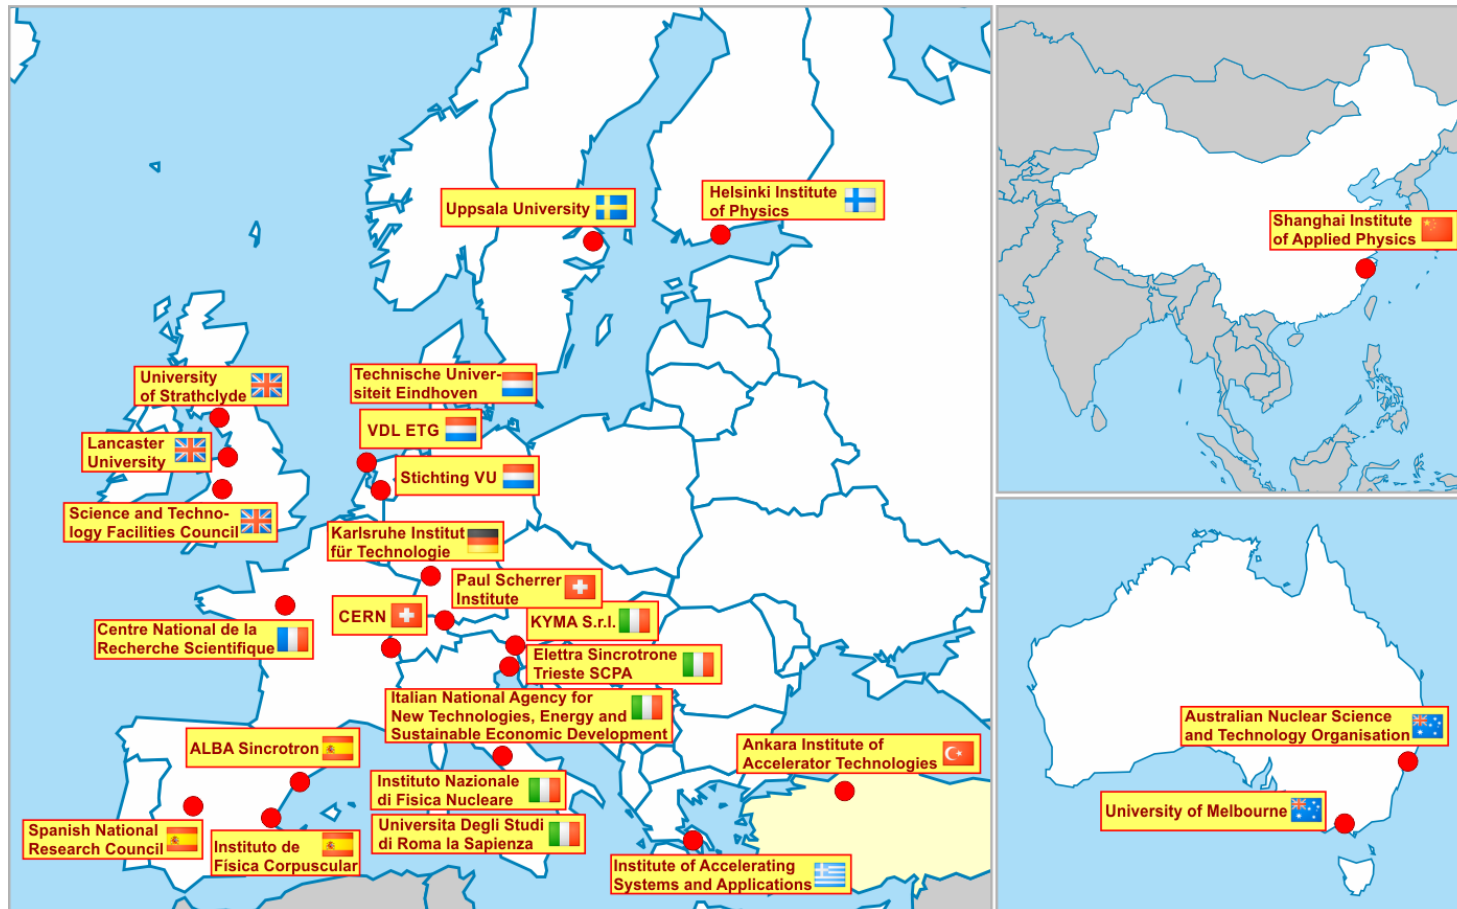 Uppsala University
Helsinki Institute
of Physics
Shanghai Institute
of Applied Physics
University
of Strathclyde
Technische Univer-
siteit Eindhoven
VDL ETG
Lancaster
University
Stichting VU
Science and Techno-
logy Facilities Council
Karlsruhe Institut
für Technologie
Paul Scherrer
Institute
CERN
KYMA S.r.l.
Centre National de la
Recherche Scientifique
Elettra Sincrotrone
Trieste SCPA
Italian National Agency for
New Technologies, Energy and
Sustainable Economic Development
ALBA Sincrotron
Ankara Institute of
Accelerator Technologies
Australian Nuclear Science
and Technology Organisation
University of Melbourne
Instituto Nazionale
di Fisica Nucleare
Spanish National
Research Council
Instituto de
Física Corpuscular
Universita Degli Studi
di Roma la Sapienza
Institute of Accelerating
Systems and Applications